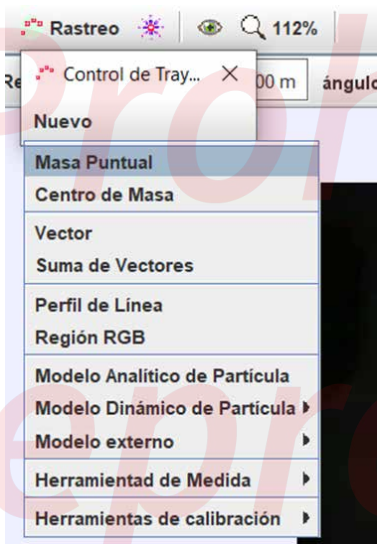 Rastreo 112%
Control de Tray... 00 m ángulo
Nuevo
Masa Puntual
Centro de Masa
Vector
Suma de Vectores
Perfil de Línea
Región RGB
Modelo Analítico de Partícula
Modelo Dinámico de Partícula
Modelo externo
Herramientad de Medida
Herramientas de calibración